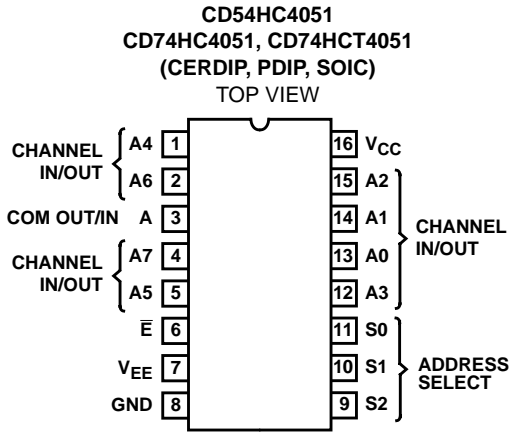 CD54HC4051
CD74HC4051, CD74HCT4051
(CERDIP, PDIP, SOIC)
TOP VIEW
CHANNEL
IN/OUT
A4 1
A6 2
COM OUT/IN A 3
CHANNEL
IN/OUT
A7 4
A5 5
E̅ 6
VEE 7
GND 8
16 VCC
15 A2
14 A1
13 A0
12 A3
CHANNEL
IN/OUT
11 S0
10 S1
9 S2
ADDRESS
SELECT